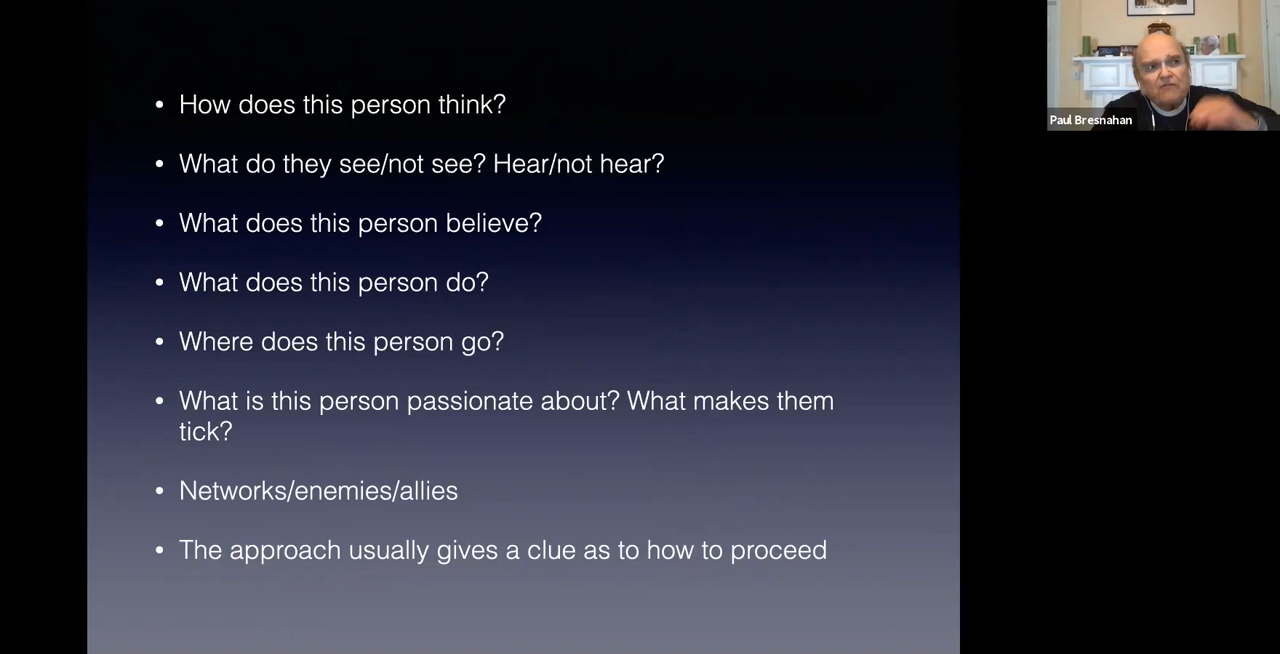 • How does this person think?
• What do they see/not see? Hear/not hear?
• What does this person believe?
• What does this person do?
• Where does this person go?
• What is this person passionate about? What makes them
tick?
• Networks/enemies/allies
• The approach usually gives a clue as to how to proceed
Paul Bresnahan